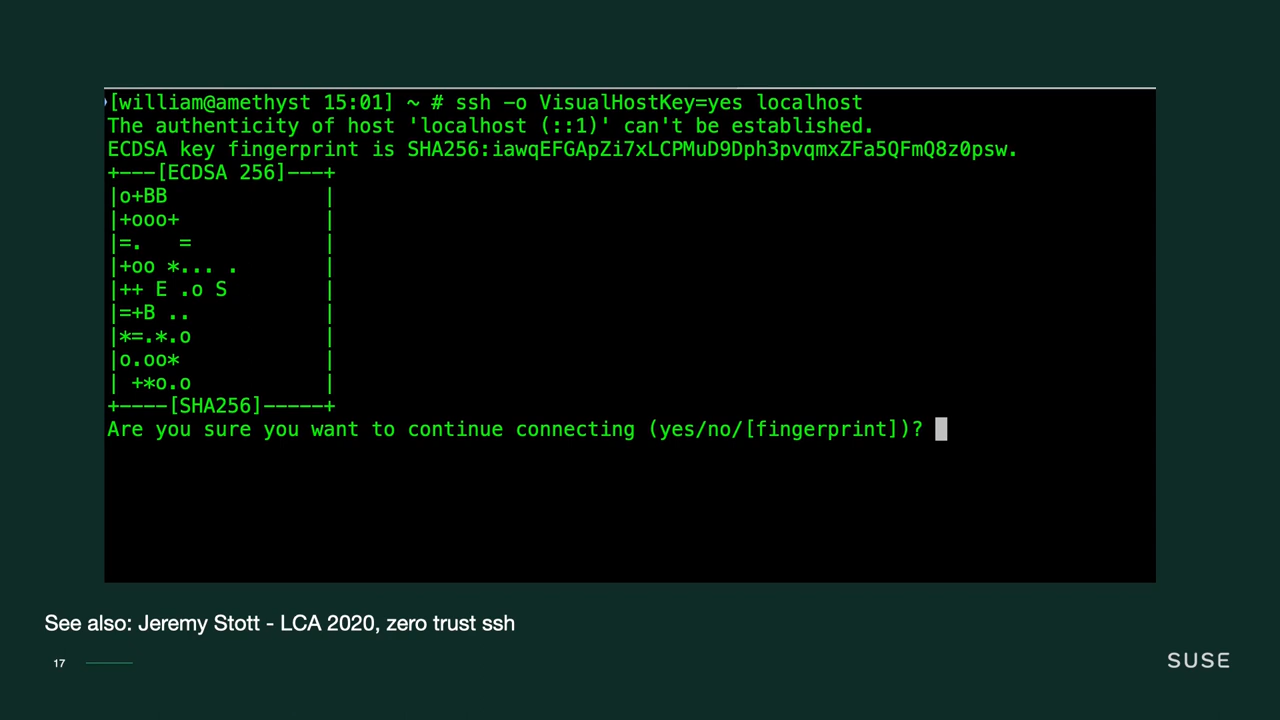 [william@amethyst 15:01] ~ # ssh -o VisualHostKey=yes localhost
The authenticity of host 'localhost (::1)' can't be established.
ECDSA key fingerprint is SHA256:iawqEFGApZi7xLCPMuD9Dph3pvqmxZFa5QFmQ8z0psw.
+---[ECDSA 256]---+
|o+BB             |
|+ooo+            |
|=.   =           |
|+oo *... .       |
|++ E .o S        |
|=+B ..           |
|*=.*.o           |
|o.oo*            |
| +*o.o           |
+----[SHA256]-----+
Are you sure you want to continue connecting (yes/no/[fingerprint])?
See also: Jeremy Stott - LCA 2020, zero trust ssh
17
SUSE